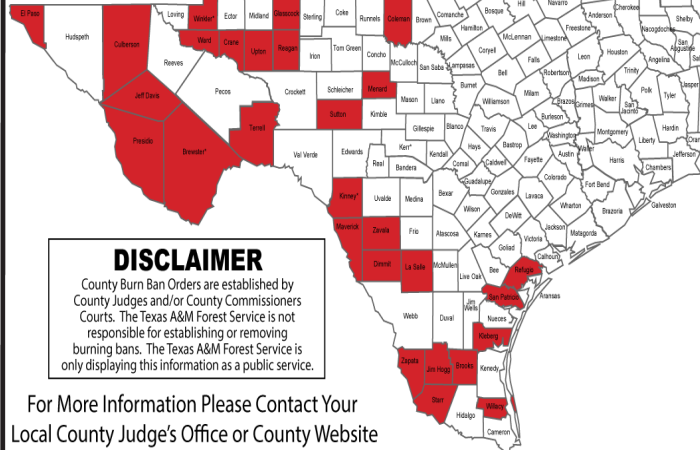 Hill Navarro
Bosque Anderson Cherokee
El Paso Loving Winkler* Ector Midland Glasscock Sterling Coke Runnels Coleman Brown Comanche Freestone Nacogdoches Shelby
Hudspeth Culberson Ward Crane Upton Reagan Tom Green Mills Hamilton McLennan Limestone Houston Angelina San Augustine
Reeves Irion Concho McCulloch San Saba Lampasas Coryell Falls Leon Trinity
Jeff Davis Pecos Crockett Schleicher Menard Mason Llano Burnet Bell Robertson Madison Polk Tyler
Presidio Brewster* Terrell Sutton Kimble Gillespie Blanco Williamson Milam Brazos Grimes Walker San Jacinto Hardin
Val Verde Edwards Kerr* Kendall Travis Lee Burleson Washington Montgomery Liberty Jefferson
Real Bandera Comal Hays Caldwell Bastrop Fayette Austin Waller Harris Chambers
Kinney* Uvalde Medina Bexar Guadalupe Gonzales Colorado Fort Bend Galveston
Maverick Zavala Frio Atascosa Wilson DeWitt Lavaca Wharton Brazoria
Karnes Victoria Jackson Matagorda
Dimmit La Salle McMullen Live Oak Bee Goliad Refugio Calhoun
Webb Duval Jim Wells San Patricio Nueces Aransas
Kleberg
Zapata Jim Hogg Brooks Kenedy
Starr Hidalgo Willacy
Cameron
DISCLAIMER
County Burn Ban Orders are established by
County Judges and/or County Commissioners
Courts. The Texas A&M Forest Service is not
responsible for establishing or removing
burning bans. The Texas A&M Forest Service is
only displaying this information as a public service.
For More Information Please Contact Your
Local County Judge's Office or County Website